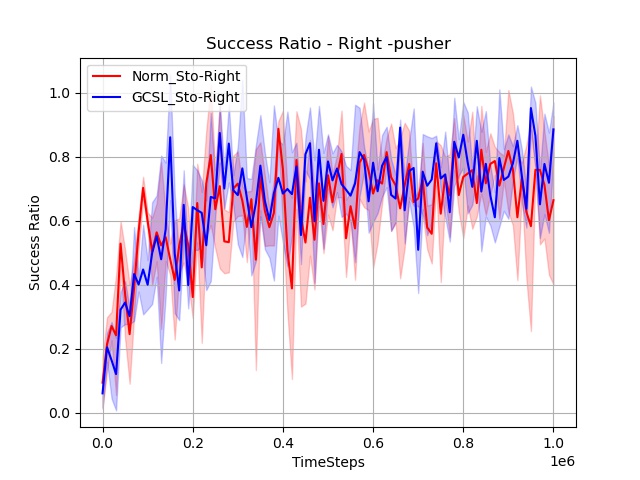 Success Ratio - Right -pusher
Norm_Sto-Right
GCSL_Sto-Right
Success Ratio
1.0
0.8
0.6
0.4
0.2
0.0
0.0 0.2 0.4 0.6 0.8 1.0
1e6
TimeSteps